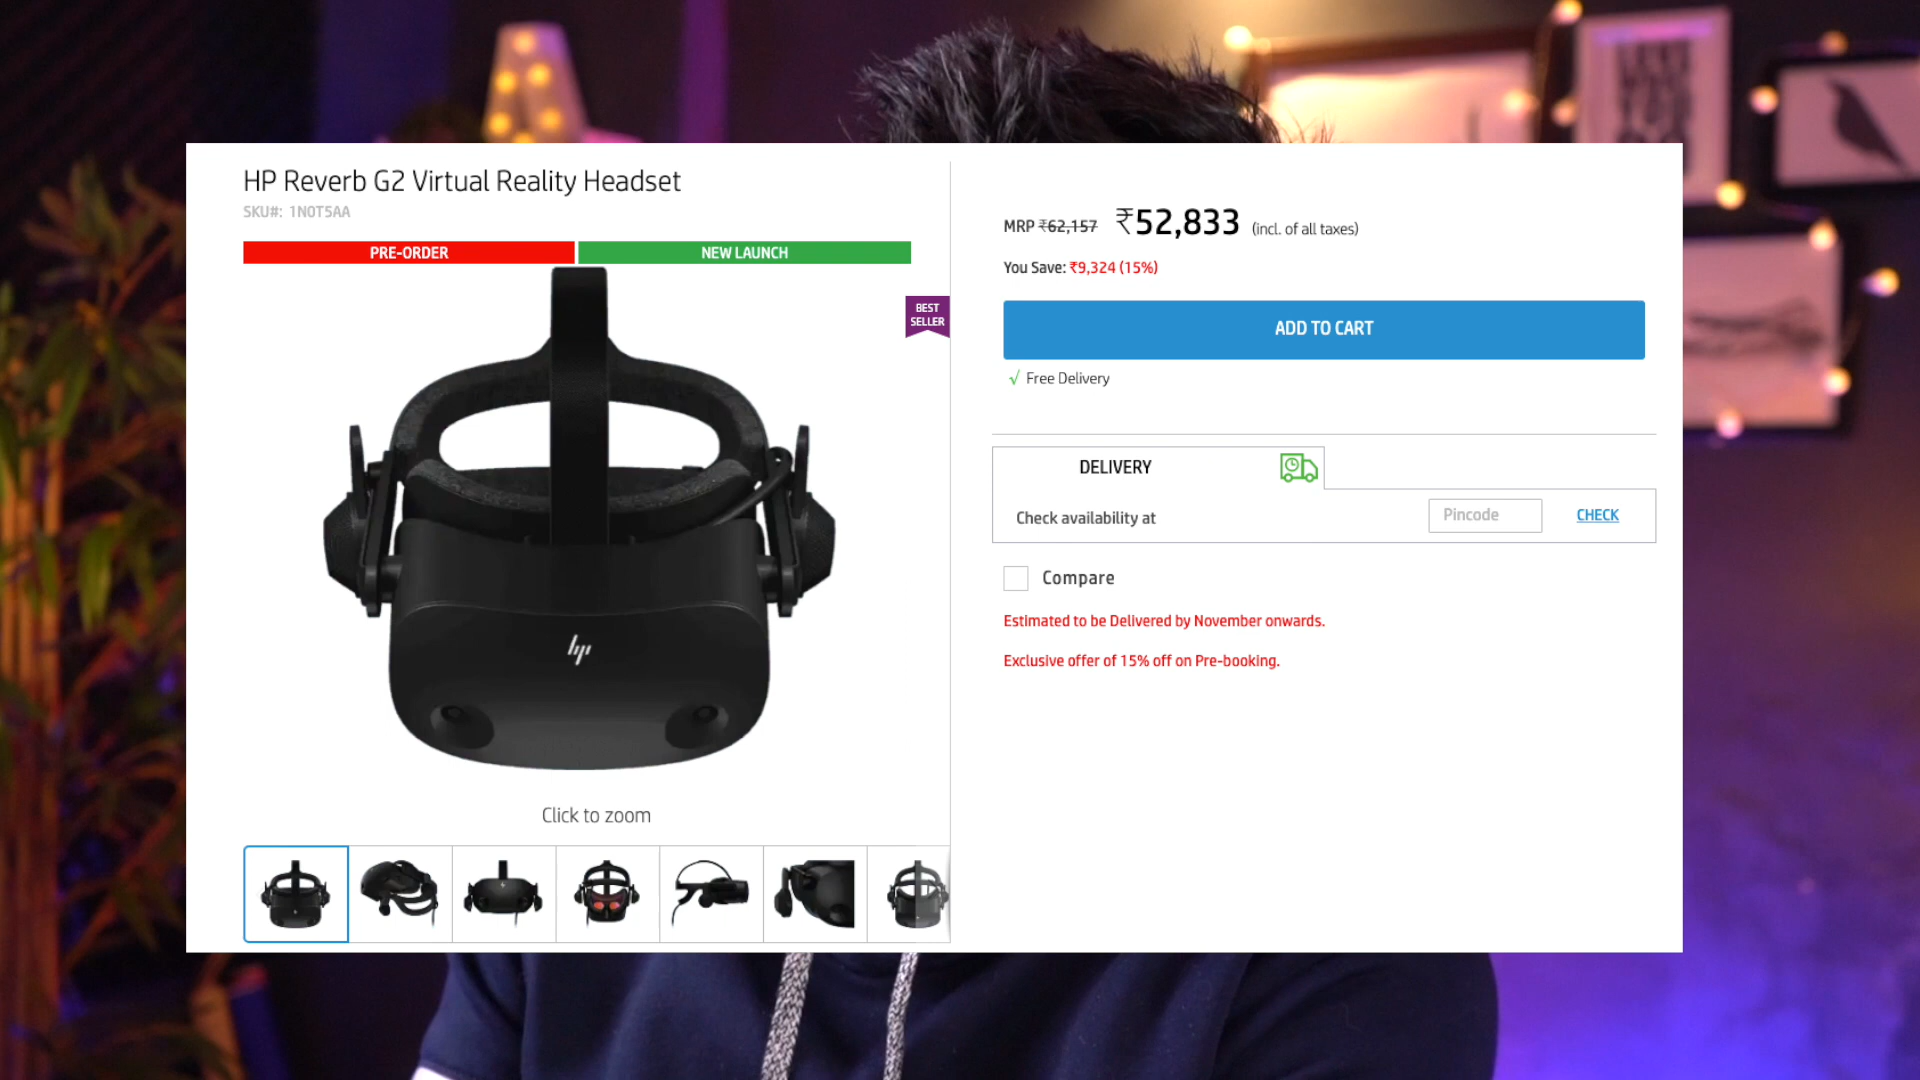 HP Reverb G2 Virtual Reality Headset
SKU#: 1N0T5AA
PRE-ORDER
NEW LAUNCH
BEST
SELLER
hp
Click to zoom
MRP ₹62,157 ₹52,833 (incl. of all taxes)
You Save: ₹9,324 (15%)
ADD TO CART
√ Free Delivery
DELIVERY
Check availability at
Pincode
CHECK
Compare
Estimated to be Delivered by November onwards.
Exclusive offer of 15% off on Pre-booking.